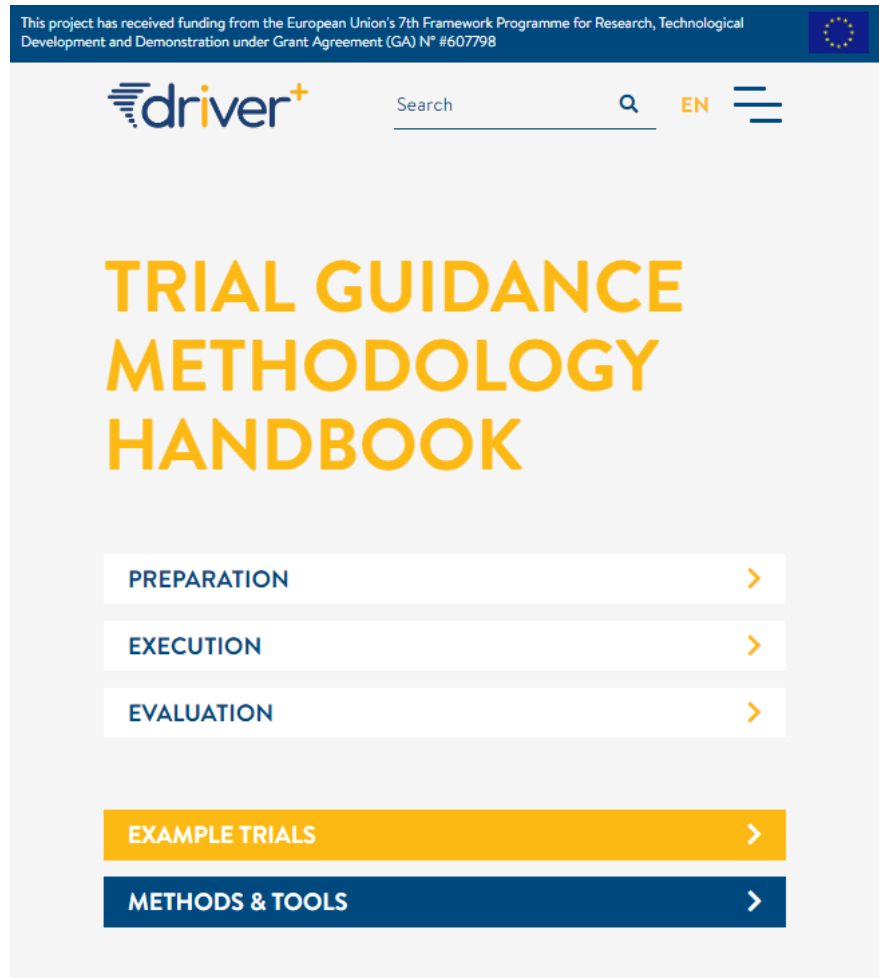 This project has received funding from the European Union's 7th Framework Programme for Research, Technological
Development and Demonstration under Grant Agreement (GA) N° #607798
driver+
Search
EN
TRIAL GUIDANCE
METHODOLOGY
HANDBOOK
PREPARATION
EXECUTION
EVALUATION
EXAMPLE TRIALS
METHODS & TOOLS